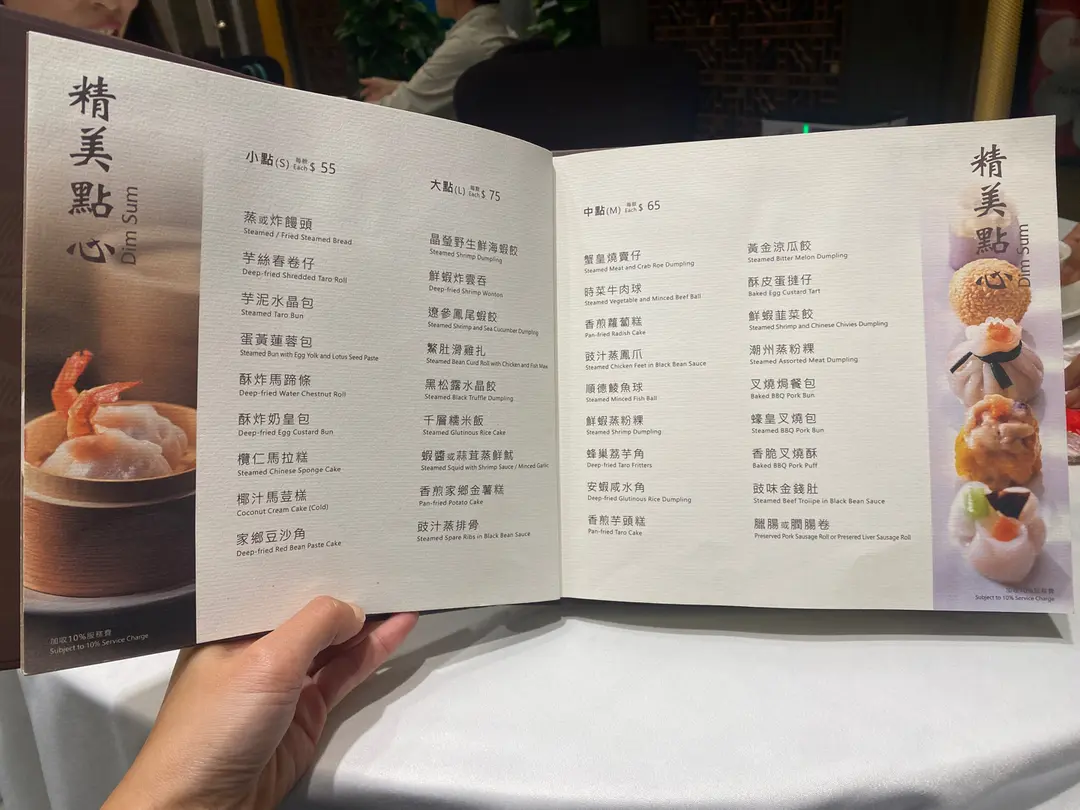 精美點心
Dim Sum
小點(S) 每款 Each $ 55
蒸或炸饅頭
Steamed / Fried Steamed Bread
芋絲春卷仔
Deep-fried Shredded Taro Roll
芋泥水晶包
Steamed Taro Bun
蛋黃蓮蓉包
Steamed Bun with Egg Yolk and Lotus Seed Paste
酥炸馬蹄條
Deep-fried Water Chestnut Roll
酥炸奶皇包
Deep-fried Egg Custard Bun
欖仁馬拉糕
Steamed Chinese Sponge Cake
椰汁馬荳糕
Coconut Cream Cake (Cold)
家鄉豆沙角
Deep-fried Red Bean Paste Cake
加收10%服務費
Subject to 10% Service Charge
大點(L) 每款 Each $ 75
晶瑩野生鮮海蝦餃
Steamed Shrimp Dumpling
鮮蝦炸雲吞
Deep-fried Shrimp Wonton
遼參鳳尾蝦餃
Steamed Shrimp and Sea Cucumber Dumpling
鰵肚滑雞扎
Steamed Bean Curd Roll with Chicken and Fish Maw
黑松露水晶餃
Steamed Black Truffle Dumpling
千層糯米飯
Steamed Glutinous Rice Cake
蝦醬或蒜茸蒸鮮魷
Steamed Squid with Shrimp Sauce / Minced Garlic
香煎家鄉金薯糕
Pan-fried Potato Cake
豉汁蒸排骨
Steamed Spare Ribs in Black Bean Sauce
中點(M) 每款 Each $ 65
蟹皇燒賣仔
Steamed Meat and Crab Roe Dumpling
時菜牛肉球
Steamed Vegetable and Minced Beef Ball
香煎蘿蔔糕
Pan-fried Radish Cake
豉汁蒸鳳爪
Steamed Chicken Feet in Black Bean Sauce
順德鯪魚球
Steamed Minced Fish Ball
鮮蝦蒸粉粿
Steamed Shrimp Dumpling
蜂巢荔芋角
Deep-fried Taro Fritters
安蝦咸水角
Deep-fried Glutinous Rice Dumpling
香煎芋頭糕
Pan-fried Taro Cake
黃金涼瓜餃
Steamed Bitter Melon Dumpling
酥皮蛋撻仔
Baked Egg Custard Tart
鮮蝦韮菜餃
Steamed Shrimp and Chinese Chivies Dumpling
潮州蒸粉粿
Steamed Assorted Meat Dumpling
叉燒焗餐包
Baked BBQ Pork Bun
蠔皇叉燒包
Steamed BBQ Pork Bun
香脆叉燒酥
Baked BBQ Pork Puff
豉味金錢肚
Steamed Beef Troiipe in Black Bean Sauce
臘腸或膶腸卷
Preserved Pork Sausage Roll or Presered Liver Sausage Roll
精美點心
Dim Sum
加收10%服務費
Subject to 10% Service Charge